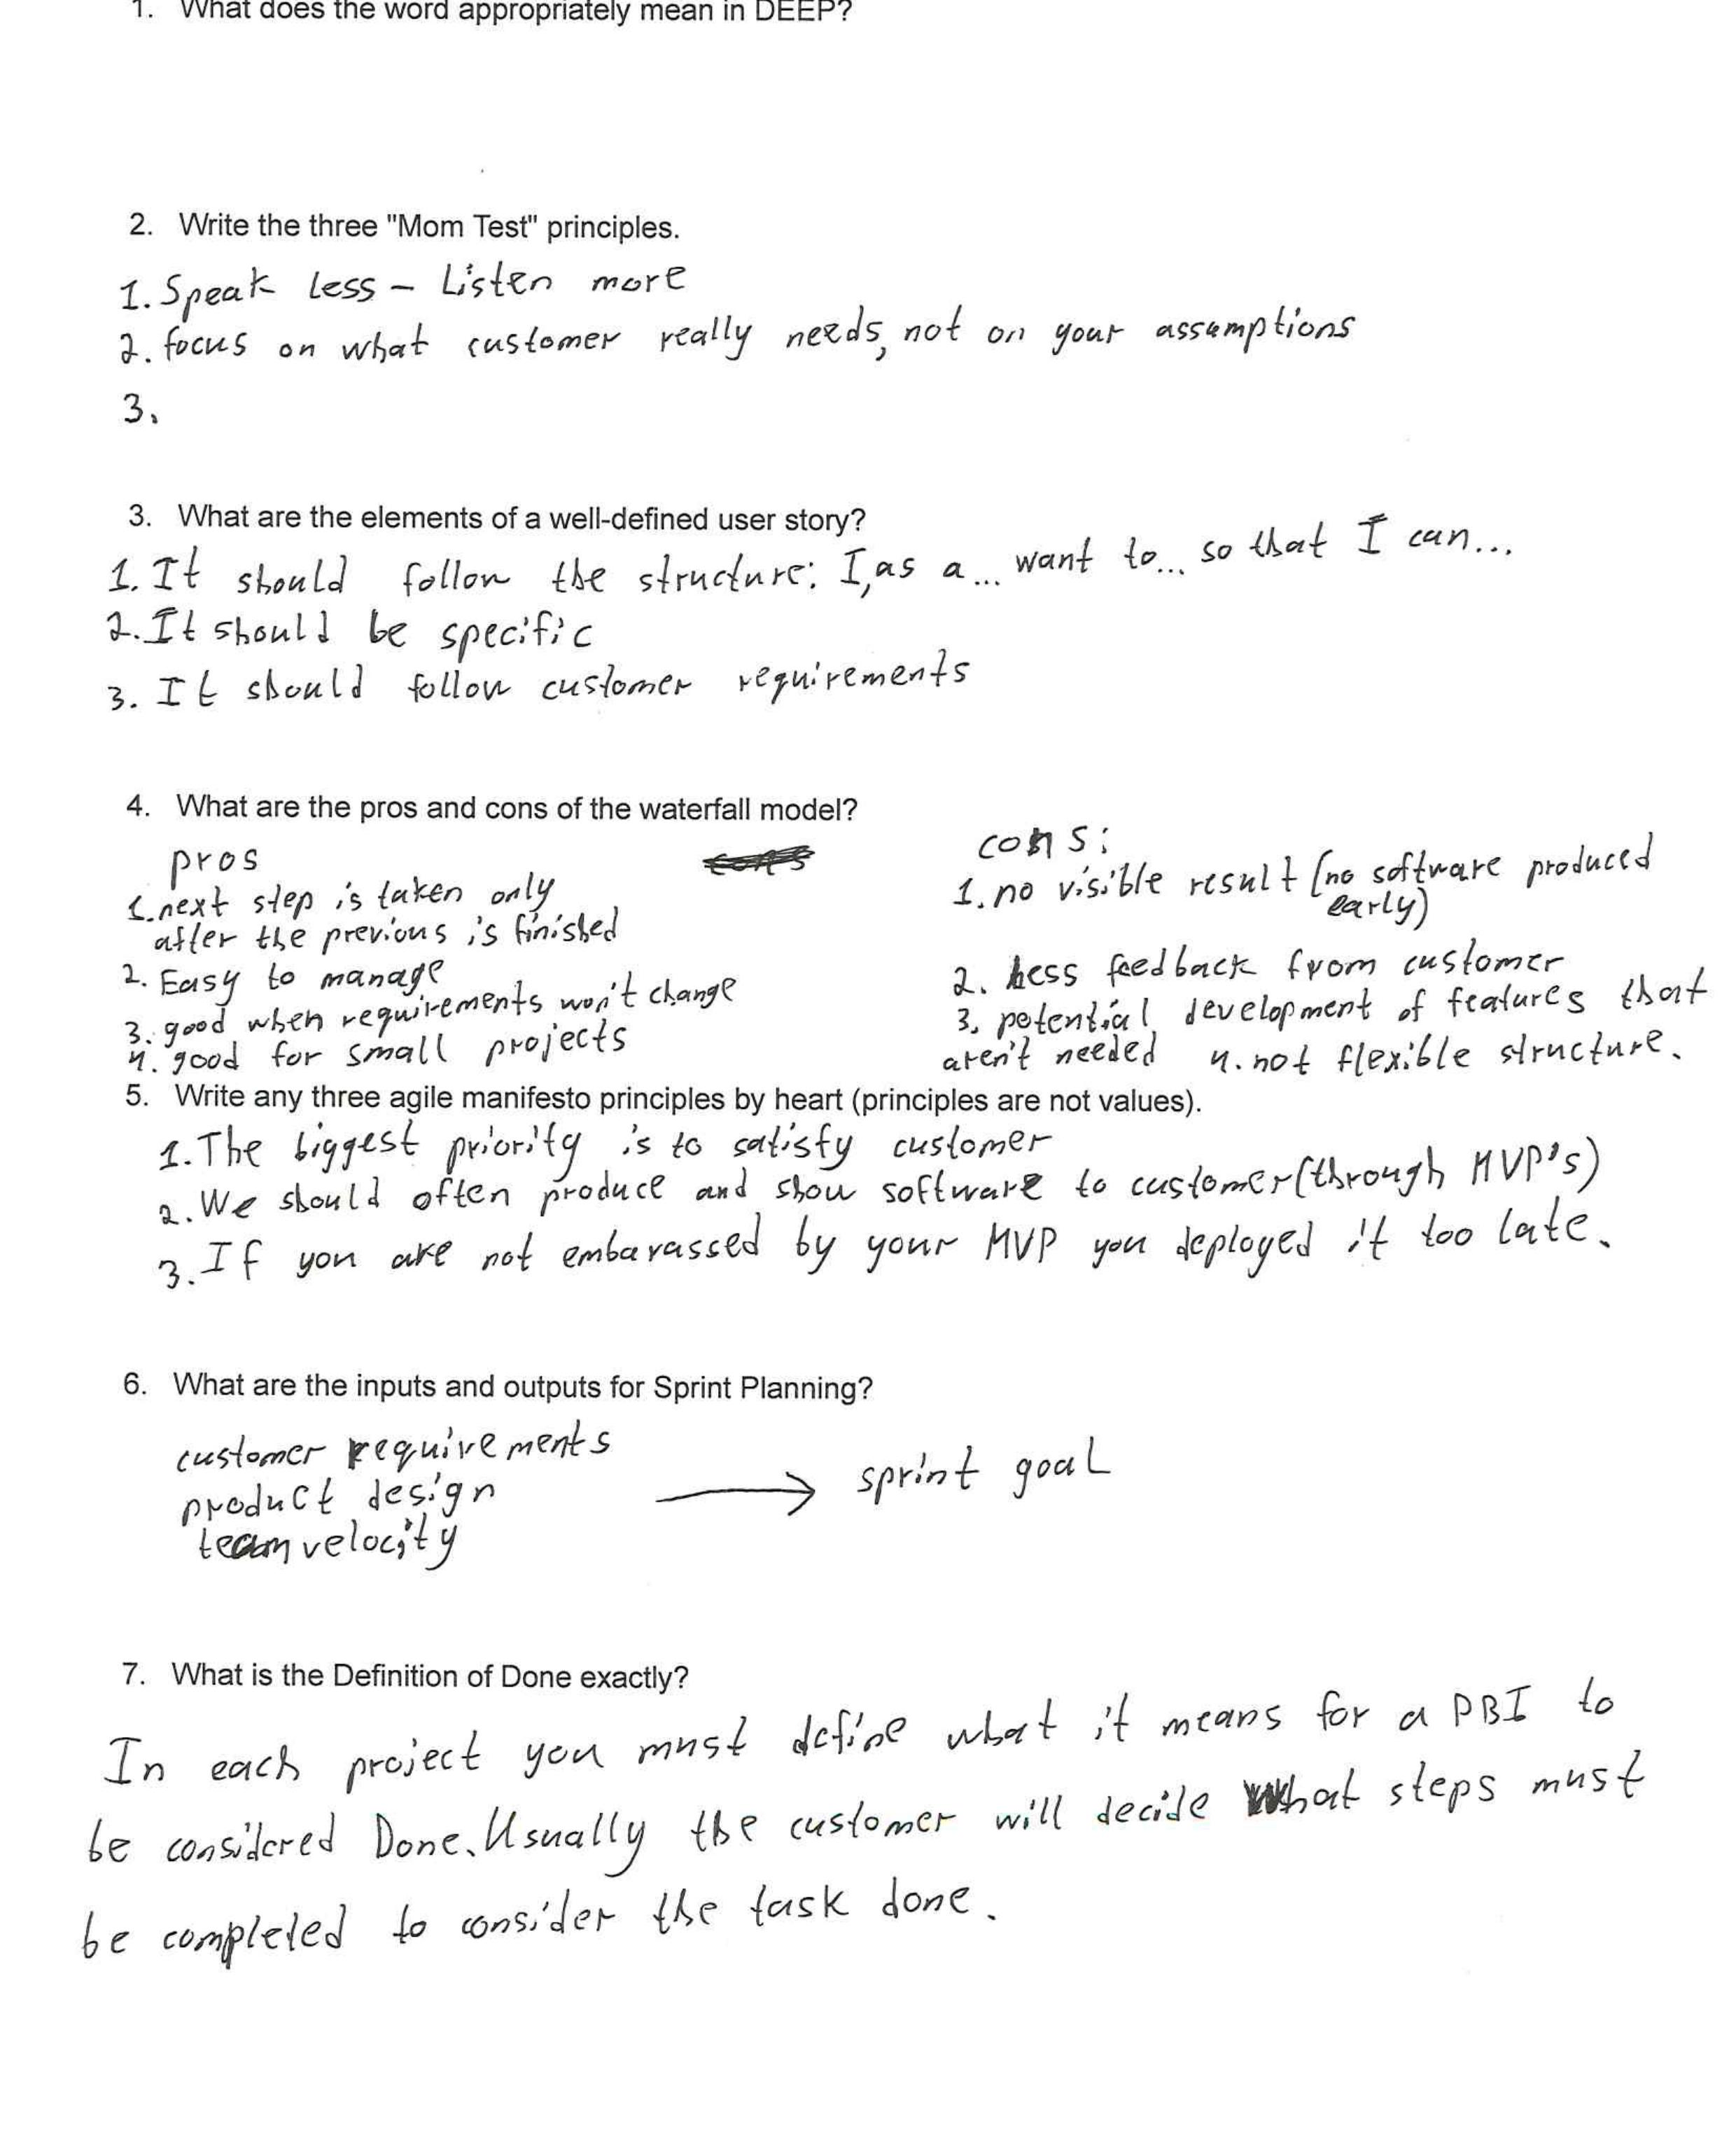 1. What does the word appropriately mean in DEEP?
2. Write the three "Mom Test" principles.
1. Speak less – Listen more
2. focus on what customer really needs, not on your assumptions
3.
3. What are the elements of a well-defined user story?
1. It should follow the structure: I, as a... want to... so that I can...
2. It should be specific
3. It should follow customer requirements
4. What are the pros and cons of the waterfall model?
pros
1. next step is taken only
after the previous is finished
2. Easy to manage
3. good when requirements won't change
4. good for small projects
cons:
1. no visible result (no software produced
early)
2. Less feedback from customer
3. potential development of features that
aren't needed 4. not flexible structure.
5. Write any three agile manifesto principles by heart (principles are not values).
1. The biggest priority is to satisfy customer
2. We should often produce and show software to customer (through MVP's)
3. If you are not embarassed by your MVP you deployed it too late.
6. What are the inputs and outputs for Sprint Planning?
customer requirements
product design
team velocity
→ sprint goal
7. What is the Definition of Done exactly?
In each project you must define what it means for a PBI to
be considered Done. Usually the customer will decide what steps must
be completed to consider the task done.